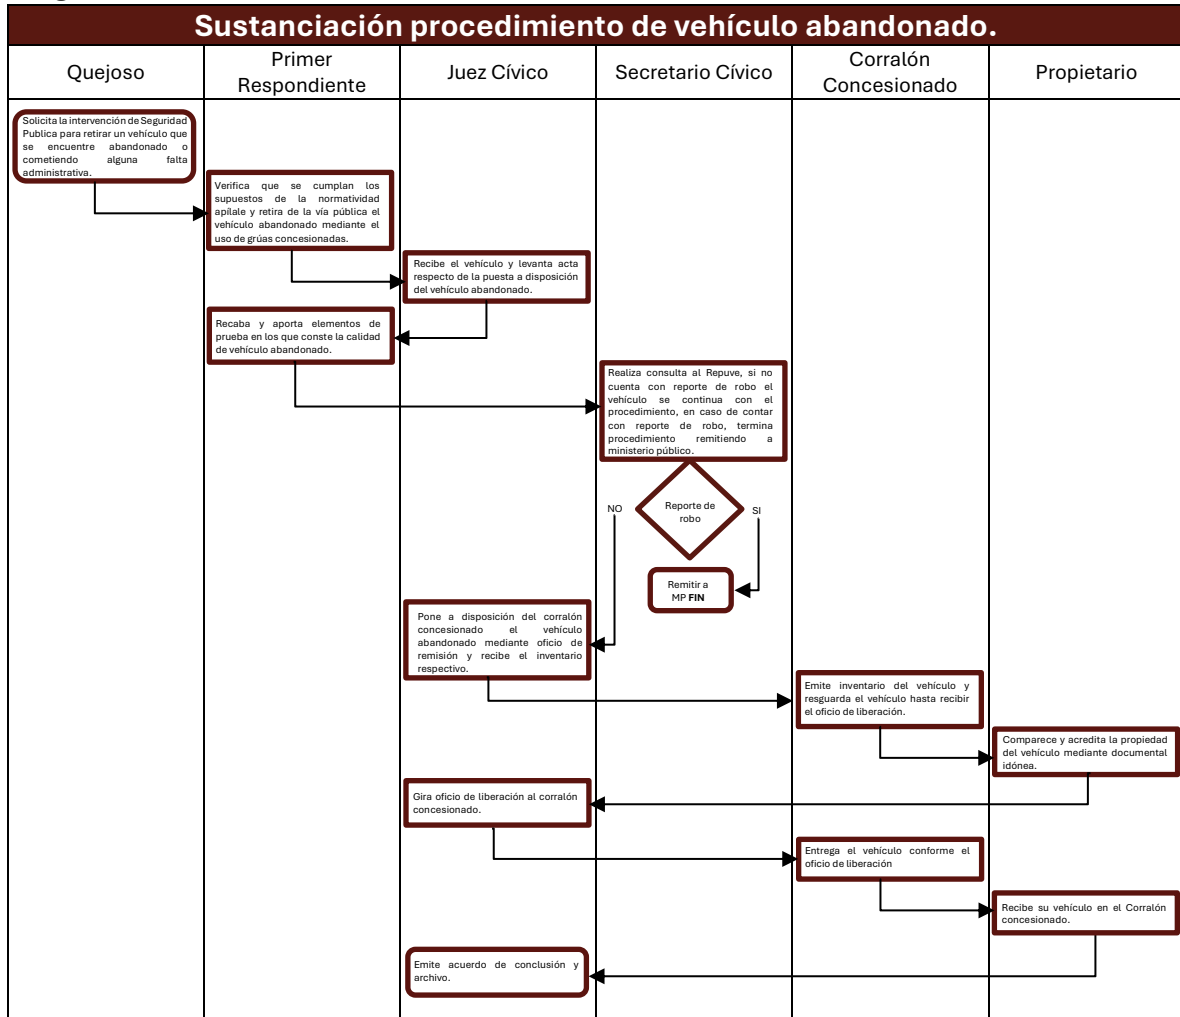 Sustanciación procedimiento de vehículo abandonado.
Quejoso
Primer
Respondiente
Juez Cívico
Secretario Cívico
Corralón
Concesionado
Propietario
Solicita la intervención de Seguridad
Publica para retirar un vehículo que
se encuentre abandonado o
cometiendo alguna falta
administrativa.
Verifica que se cumplan los
supuestos de la normatividad
apílale y retira de la vía pública el
vehículo abandonado mediante el
uso de grúas concesionadas.
Recibe el vehículo y levanta acta
respecto de la puesta a disposición
del vehículo abandonado.
Recaba y aporta elementos de
prueba en los que conste la calidad
de vehículo abandonado.
Realiza consulta al Repuve, si no
cuenta con reporte de robo el
vehículo se continua con el
procedimiento, en caso de contar
con reporte de robo, termina
procedimiento remitiendo a
ministerio público.
NO
Reporte de
robo
SI
Remitir a
MP FIN
Pone a disposición del corralón
concesionado el vehículo
abandonado mediante oficio de
remisión y recibe el inventario
respectivo.
Emite inventario del vehículo y
resguarda el vehículo hasta recibir
el oficio de liberación.
Comparece y acredita la propiedad
del vehículo mediante documental
idónea.
Gira oficio de liberación al corralón
concesionado.
Entrega el vehículo conforme el
oficio de liberación
Recibe su vehículo en el Corralón
concesionado.
Emite acuerdo de conclusión y
archivo.